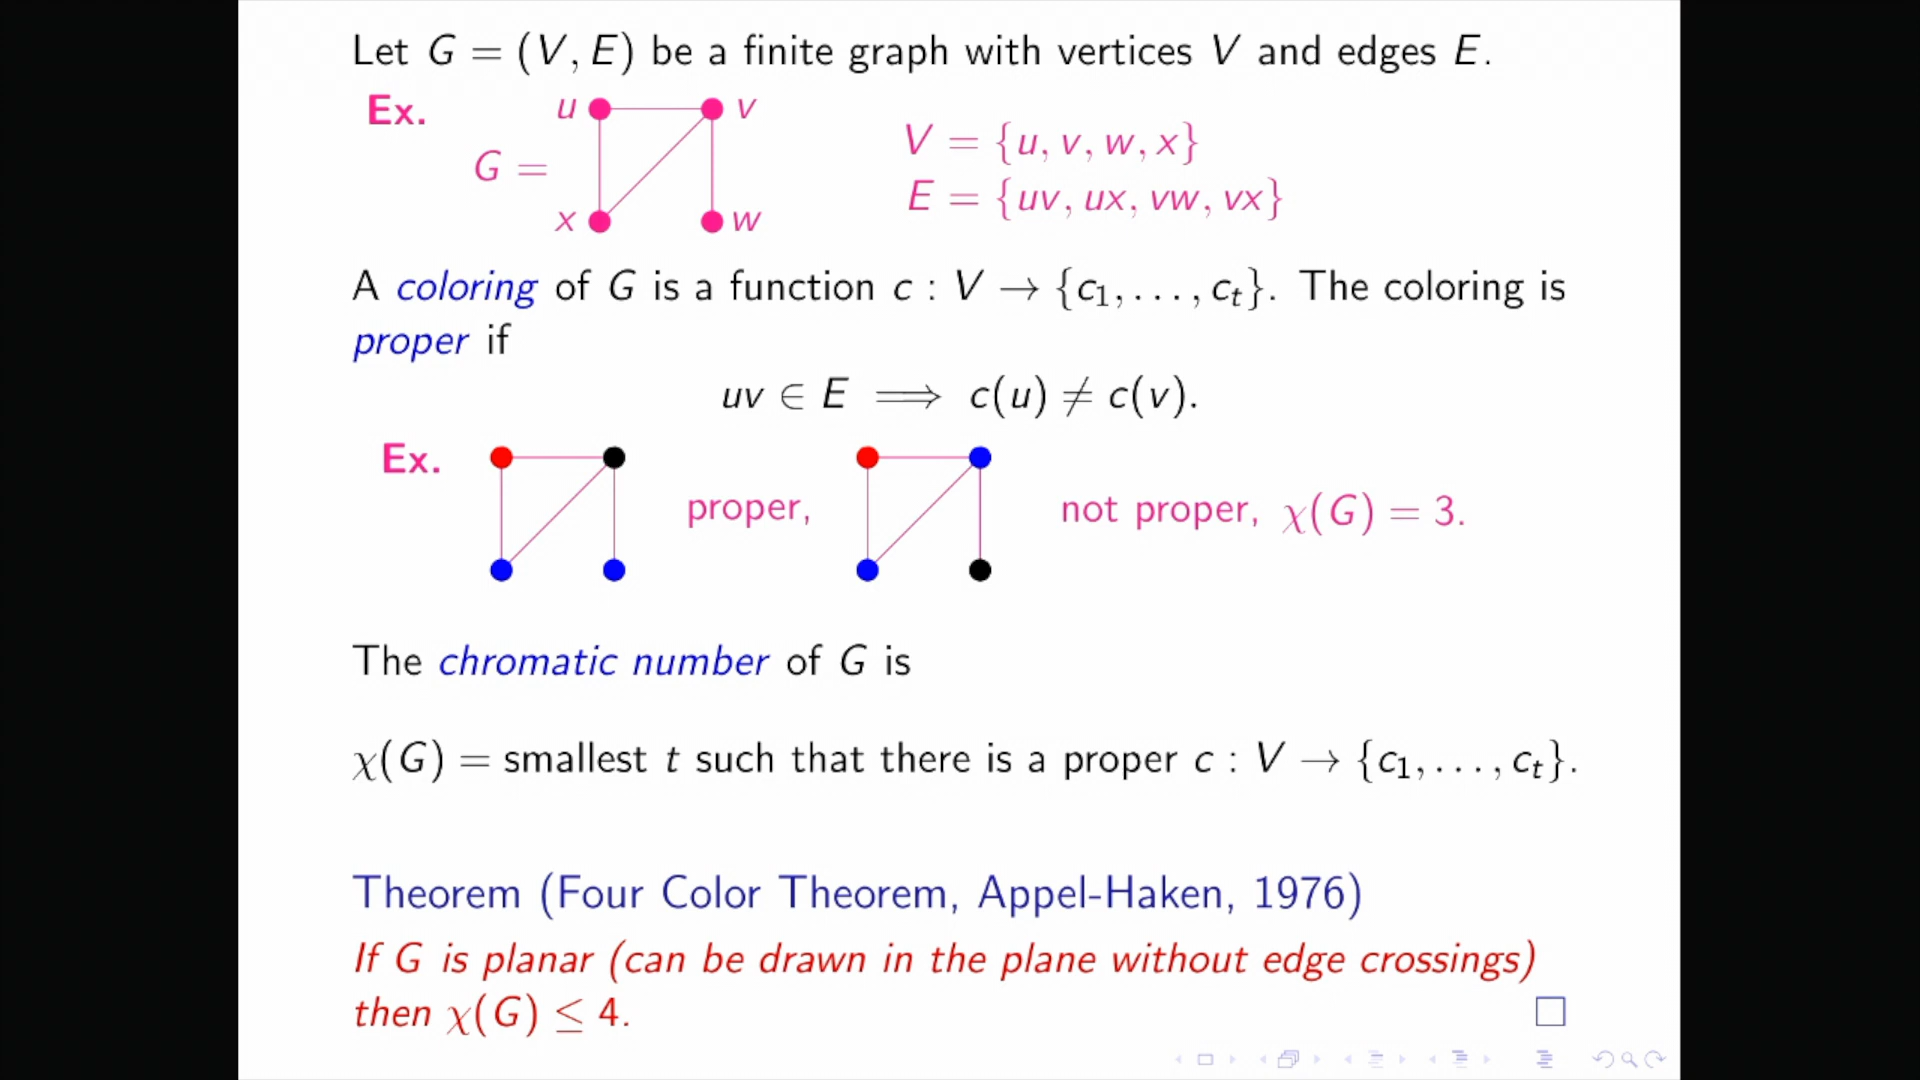 Let G = (V, E) be a finite graph with vertices V and edges E.
Ex.
u v
G =
x w
V = {u, v, w, x}
E = {uv, ux, vw, vx}
A coloring of G is a function c : V → {c₁, . . . , cₜ}. The coloring is
proper if
uv ∈ E ⟹ c(u) ≠ c(v).
Ex.
proper,
not proper, χ(G) = 3.
The chromatic number of G is
χ(G) = smallest t such that there is a proper c : V → {c₁, . . . , cₜ}.
Theorem (Four Color Theorem, Appel-Haken, 1976)
If G is planar (can be drawn in the plane without edge crossings)
then χ(G) ≤ 4. □